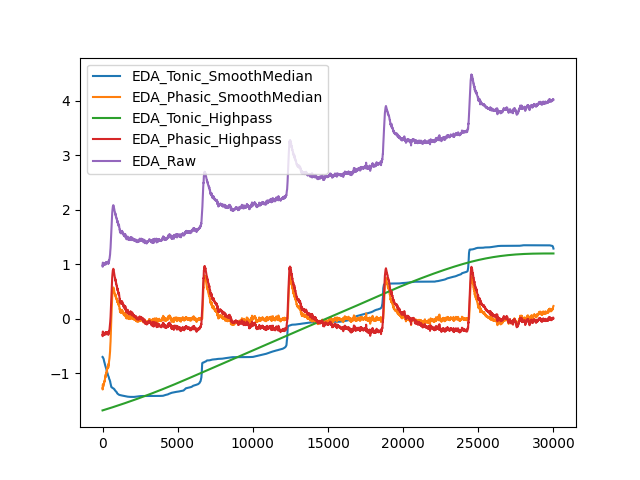 EDA_Tonic_SmoothMedian
EDA_Phasic_SmoothMedian
EDA_Tonic_Highpass
EDA_Phasic_Highpass
EDA_Raw
4
3
2
1
0
−1
0 5000 10000 15000 20000 25000 30000